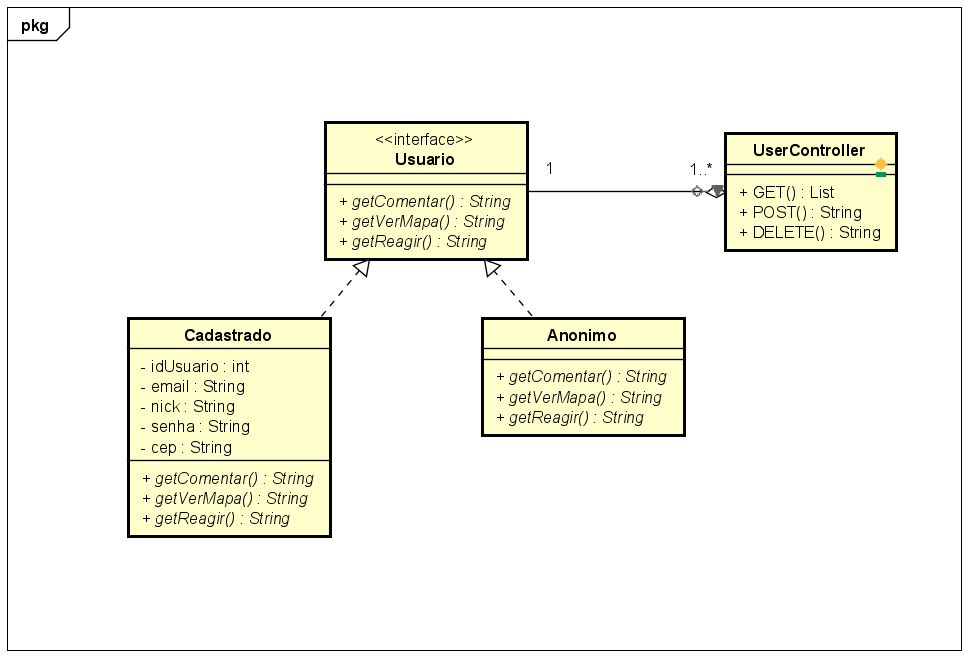 pkg
<<interface>>
Usuario
+ getComentar() : String
+ getVerMapa() : String
+ getReagir() : String
1
1..*
UserController
+ GET() : List
+ POST() : String
+ DELETE() : String
Cadastrado
- idUsuario : int
- email : String
- nick : String
- senha : String
- cep : String
+ getComentar() : String
+ getVerMapa() : String
+ getReagir() : String
Anonimo
+ getComentar() : String
+ getVerMapa() : String
+ getReagir() : String